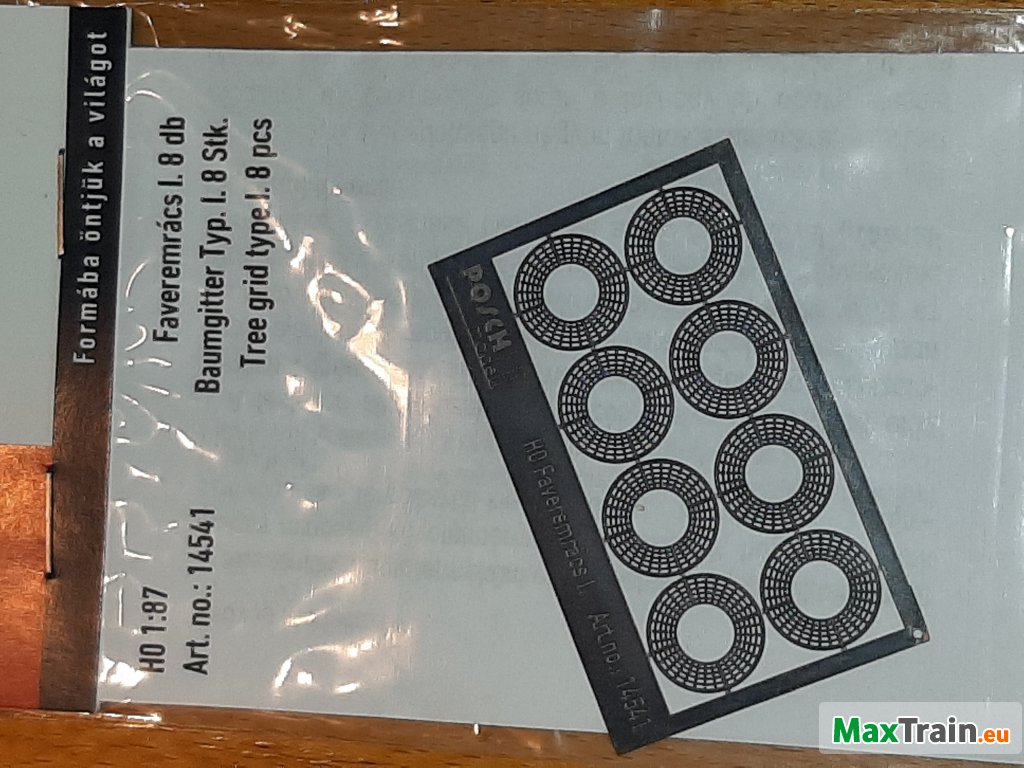 Formába öntjük a világot
H0 1:87
Art. no.: 14541
Faveremrács I. 8 db
Baumgitter Typ. I. 8 Stk.
Tree grid type I. 8 pcs
POSCH
H0 Faveremrács I. Art.no.: 14541
MaxTrain.eu